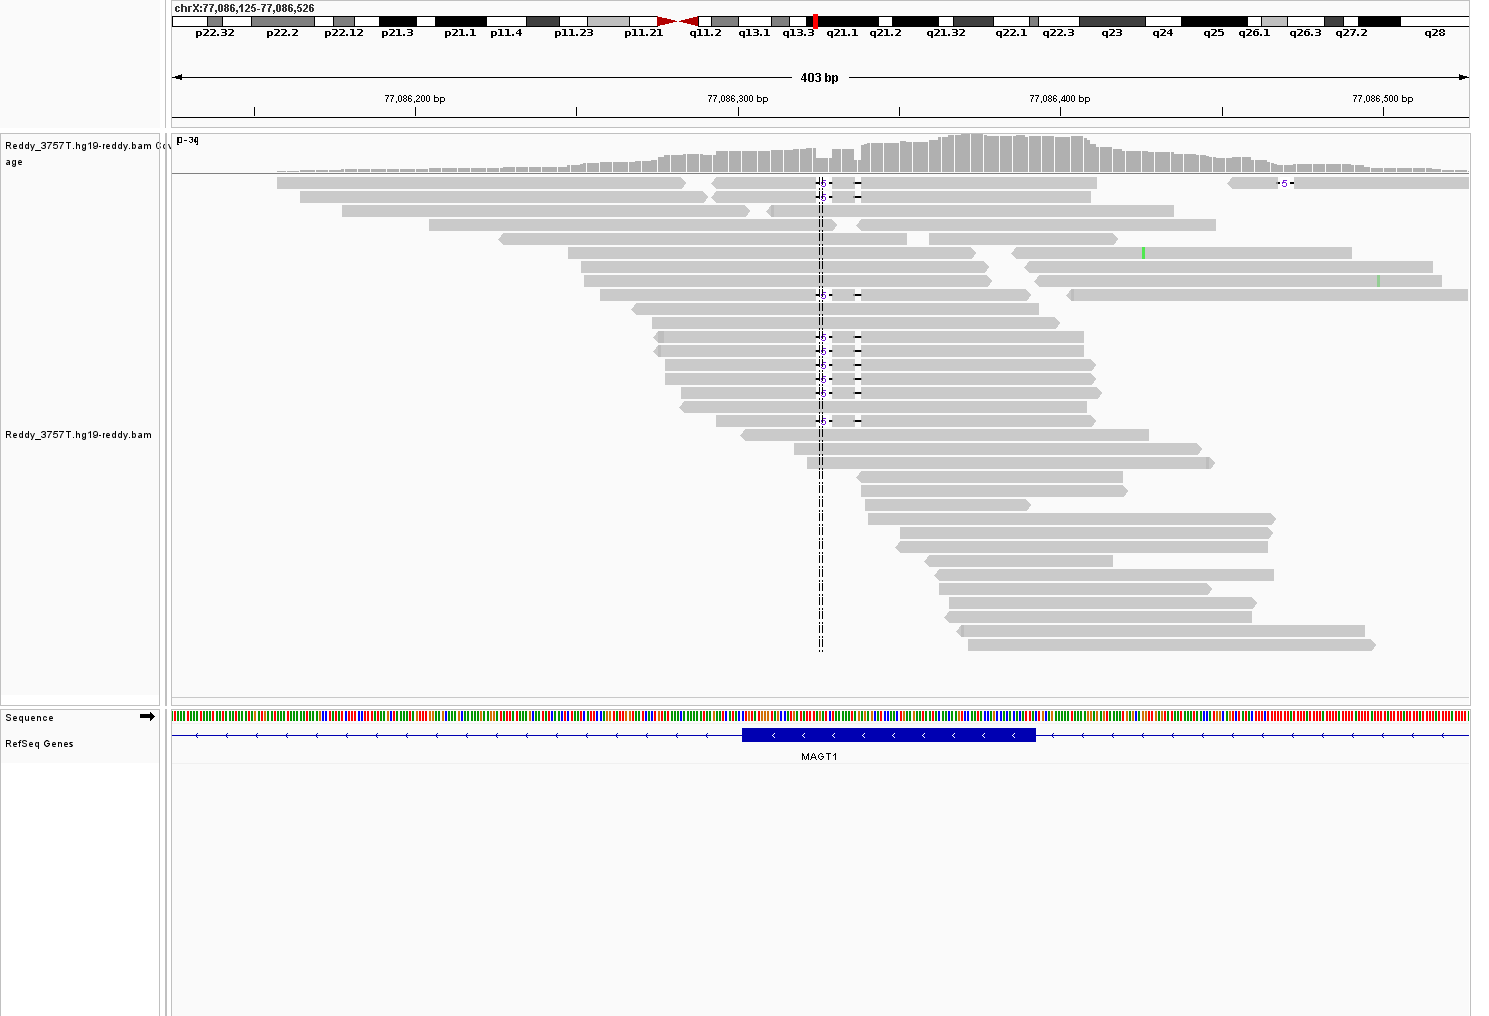 chrX:77,086,125-77,086,526
p22.32 p22.2 p22.12 p21.3 p21.1 p11.4 p11.23 p11.21 q11.2 q13.1 q13.3 q21.1 q21.2 q21.32 q22.1 q22.3 q23 q24 q25 q26.1 q26.3 q27.2 q28
403 bp
77,086,200 bp 77,086,300 bp 77,086,400 bp 77,086,500 bp
Reddy_3757T.hg19-reddy.bam Cov
age
[0-34]
5 5
5
5
5
5
5
5
5
5
Reddy_3757T.hg19-reddy.bam
Sequence
RefSeq Genes
MAGT1